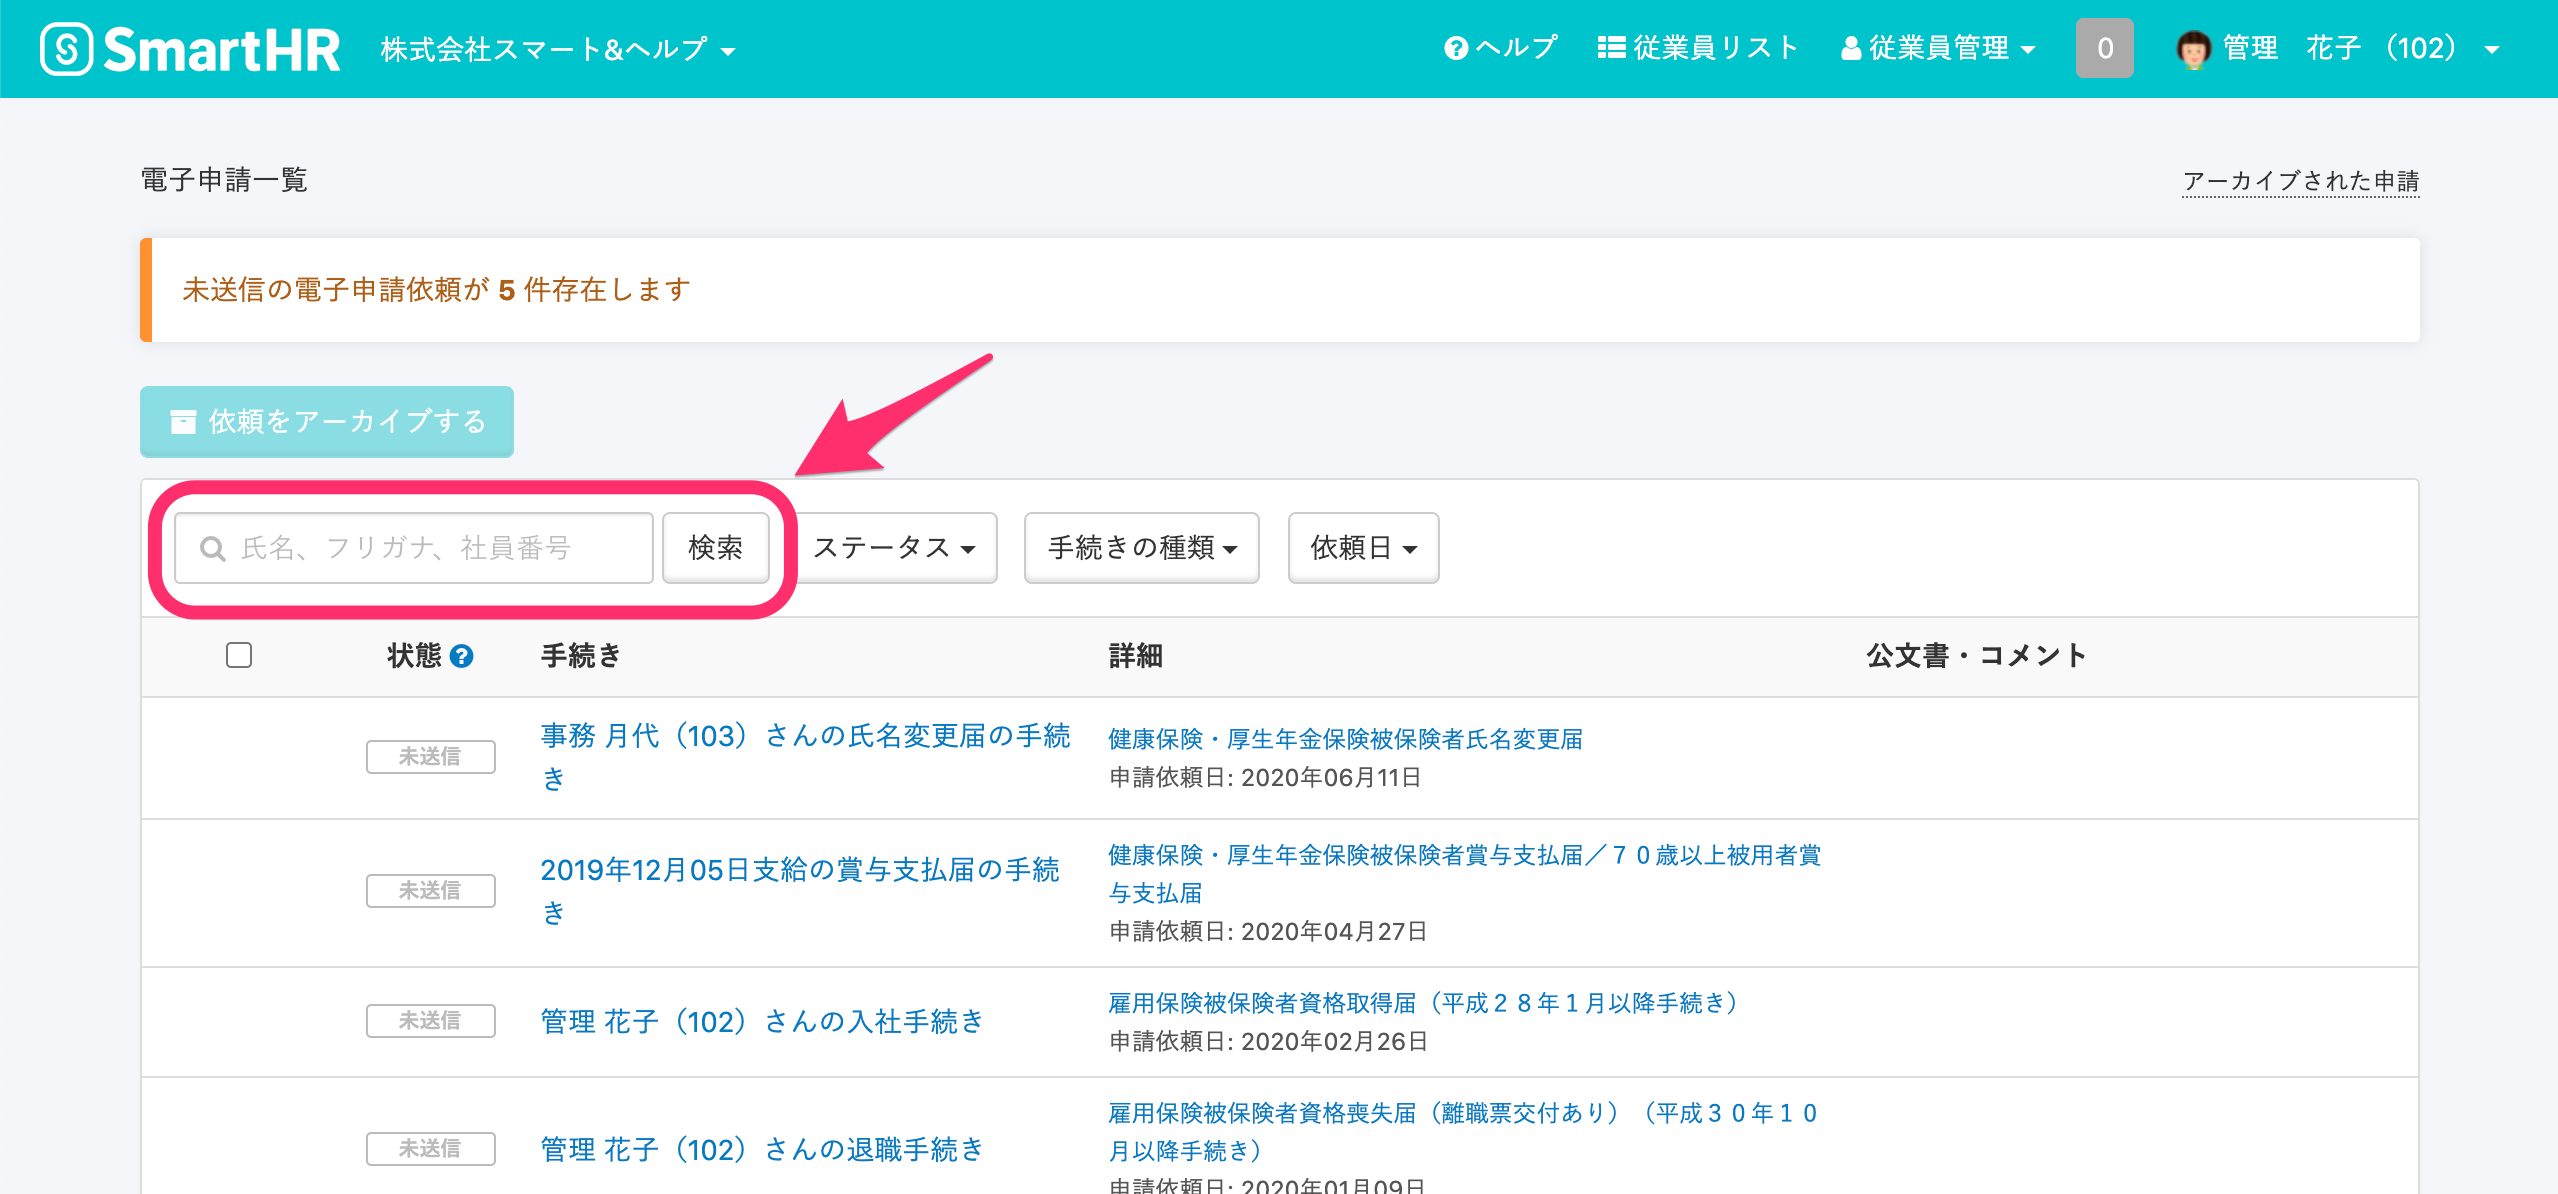 SmartHR 株式会社スマート&ヘルプ ヘルプ 従業員リスト 従業員管理 0 管理 花子 （102）
電子申請一覧 アーカイブされた申請
未送信の電子申請依頼が 5 件存在します
依頼をアーカイブする
氏名、フリガナ、社員番号 検索 ステータス 手続きの種類 依頼日
状態 手続き 詳細 公文書・コメント
未送信
事務 月代（103）さんの氏名変更届の手続
き
健康保険・厚生年金保険被保険者氏名変更届
申請依頼日: 2020年06月11日
未送信
2019年12月05日支給の賞与支払届の手続
き
健康保険・厚生年金保険被保険者賞与支払届／７０歳以上被用者賞
与支払届
申請依頼日: 2020年04月27日
未送信
管理 花子（102）さんの入社手続き
雇用保険被保険者資格取得届（平成２８年１月以降手続き）
申請依頼日: 2020年02月26日
未送信
管理 花子（102）さんの退職手続き
雇用保険被保険者資格喪失届（離職票交付あり）（平成３０年１０
月以降手続き）
申請依頼日: 2020年01月09日